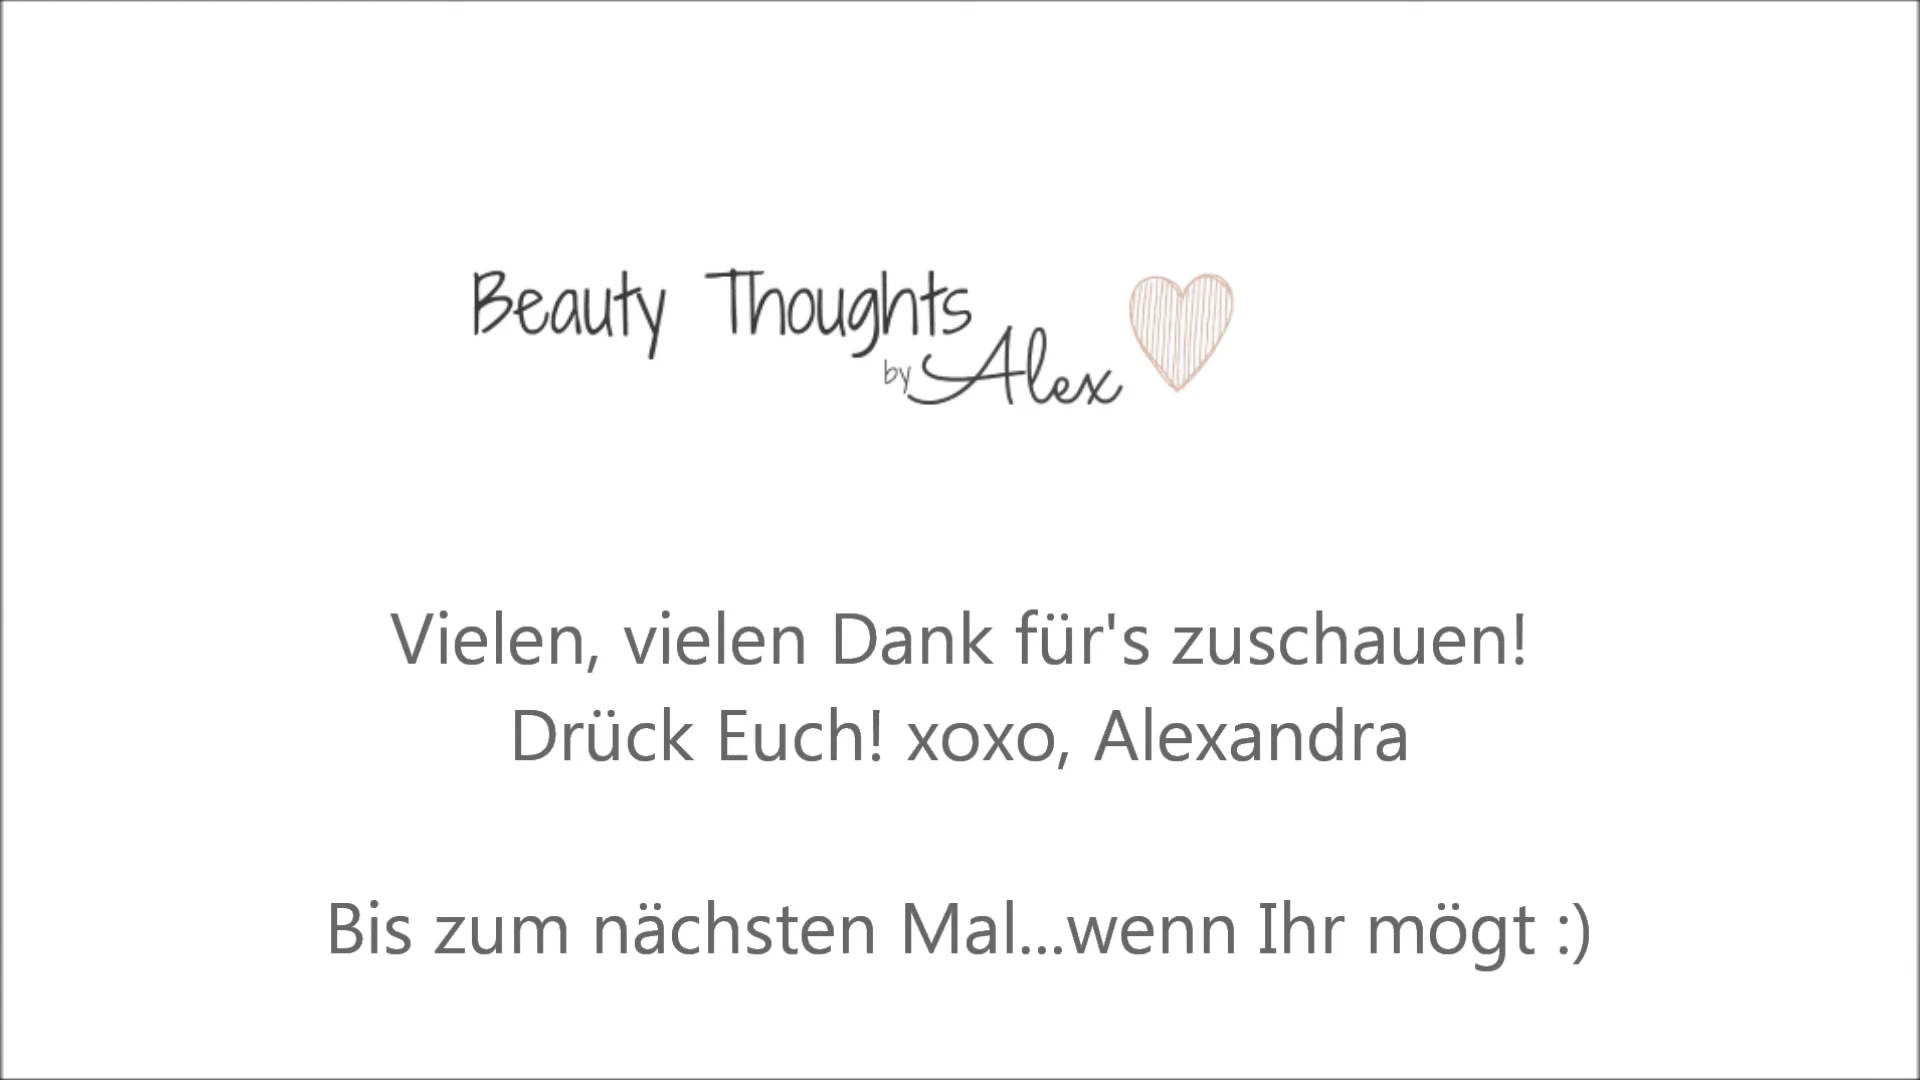 Beauty Thoughts
by Alex
Vielen, vielen Dank für's zuschauen!
Drück Euch! xoxo, Alexandra
Bis zum nächsten Mal...wenn Ihr mögt :)